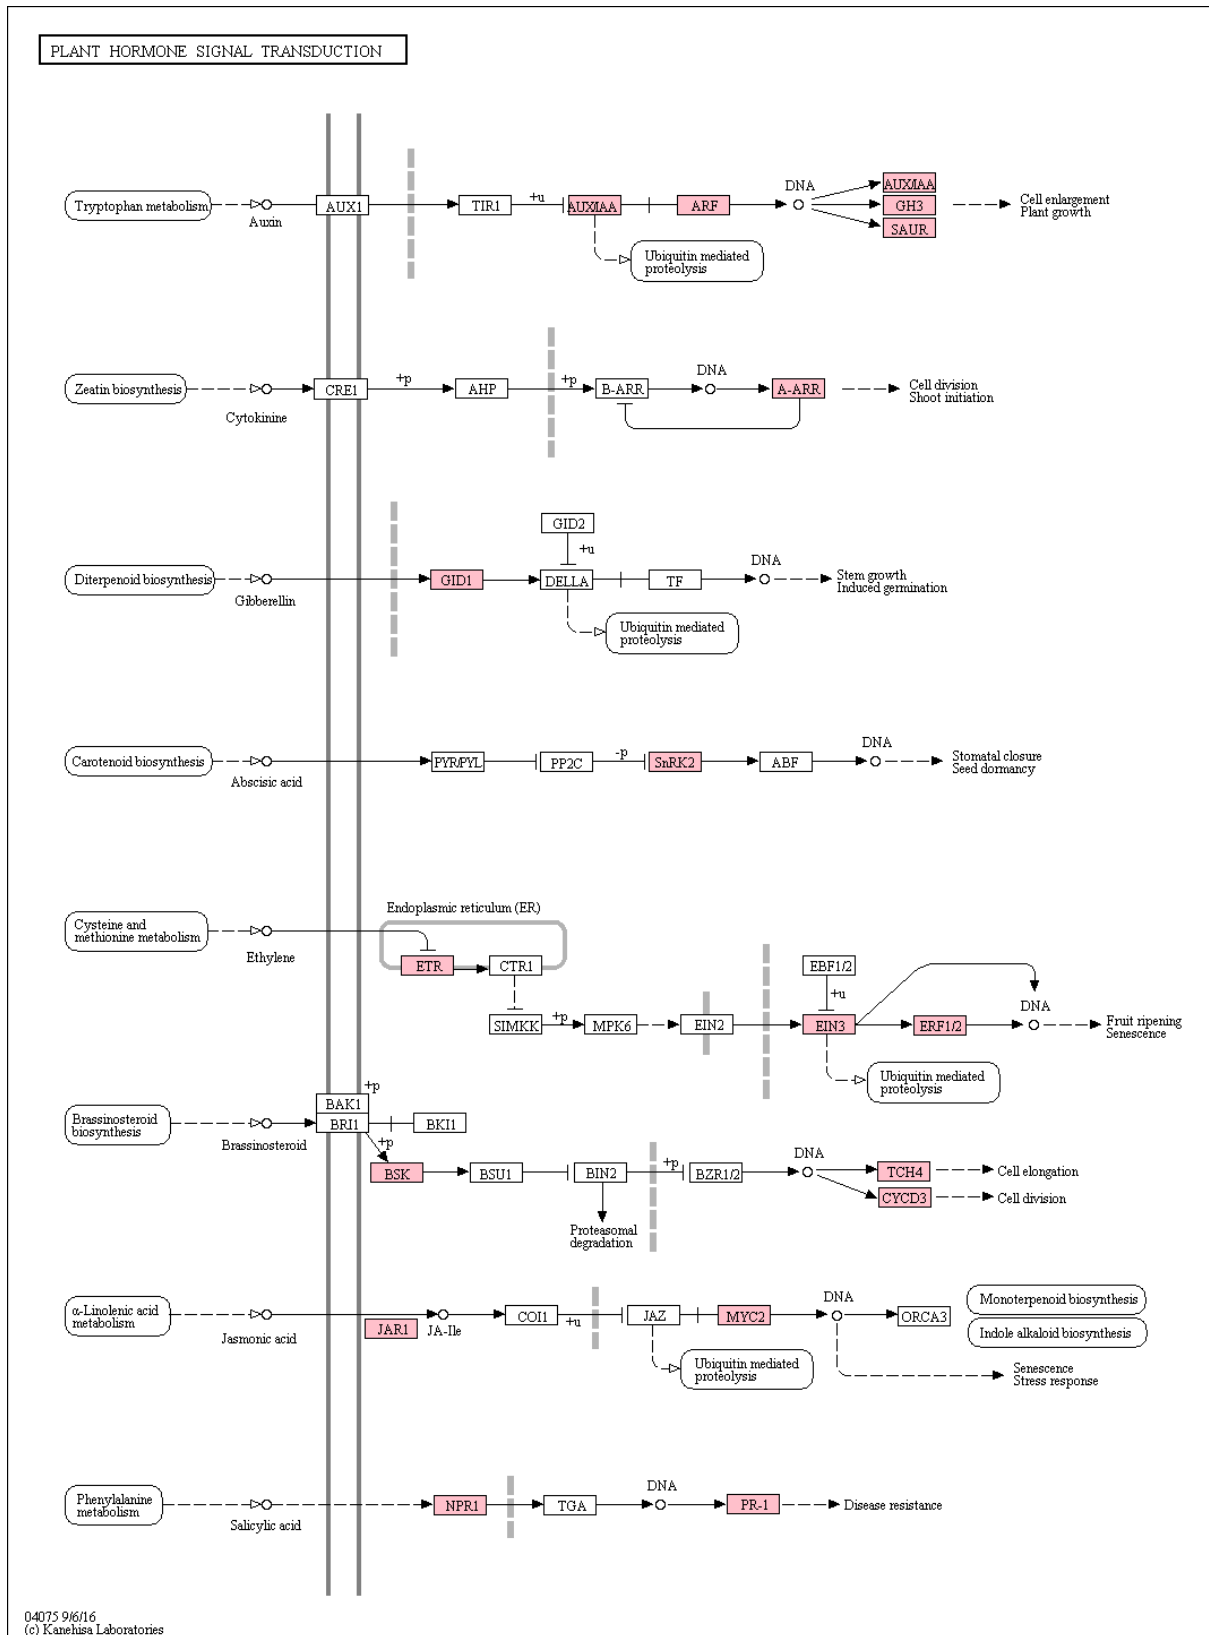 PLANT HORMONE SIGNAL TRANSDUCTION
Tryptophan metabolism
Auxin
AUX1
TIR1
+u
AUX/IAA
ARF
DNA
AUX/IAA
GH3
SAUR
Cell enlargement
Plant growth
Ubiquitin mediated
proteolysis
Zeatin biosynthesis
Cytokinine
CRE1
+p
AHP
+p
B-ARR
DNA
A-ARR
Cell division
Shoot initiation
GID2
+u
Diterpenoid biosynthesis
Gibberellin
GID1
DELLA
TF
DNA
Stem growth
Induced germination
Ubiquitin mediated
proteolysis
Carotenoid biosynthesis
Abscisic acid
PYR/PYL
PP2C
-p
SnRK2
ABF
DNA
Stomatal closure
Seed dormancy
Endoplasmic reticulum (ER)
Cysteine and
methionine metabolism
Ethylene
ETR
CTR1
EBF1/2
+u
SIMKK
+p
MPK6
EIN2
EIN3
ERF1/2
DNA
Fruit ripening
Senescence
Ubiquitin mediated
proteolysis
Brassinosteroid
biosynthesis
Brassinosteroid
+p
BAK1
BRI1
BKI1
+p
BSK
BSU1
BIN2
+p
BZR1/2
DNA
TCH4
Cell elongation
CYCD3
Cell division
Proteasomal
degradation
α-Linolenic acid
metabolism
Jasmonic acid
JAR1
JA-Ile
COI1
+u
JAZ
MYC2
DNA
ORCA3
Monoterpenoid biosynthesis
Indole alkaloid biosynthesis
Ubiquitin mediated
proteolysis
Senescence
Stress response
Phenylalanine
metabolism
Salicylic acid
NPR1
TGA
DNA
PR-1
Disease resistance
04075 9/6/16
(c) Kanehisa Laboratories